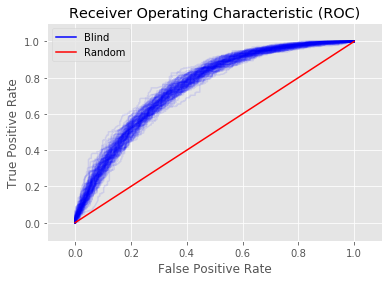 Receiver Operating Characteristic (ROC)
Blind
Random
True Positive Rate
1.0
0.8
0.6
0.4
0.2
0.0
0.0 0.2 0.4 0.6 0.8 1.0
False Positive Rate